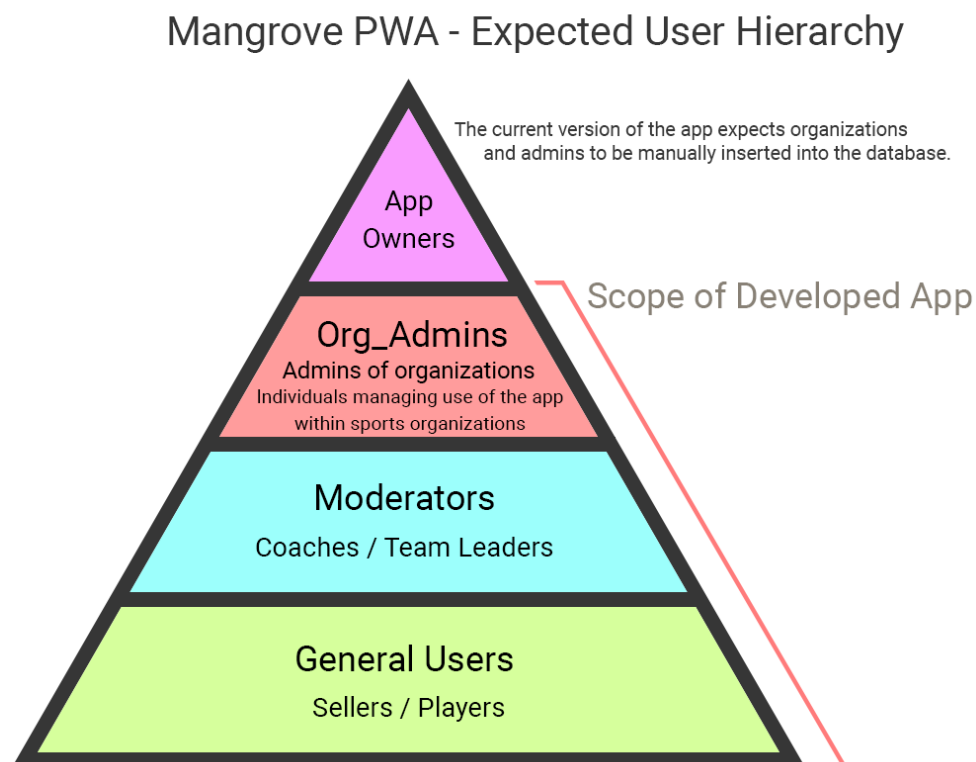 Mangrove PWA - Expected User Hierarchy
The current version of the app expects organizations
and admins to be manually inserted into the database.
App
Owners
Scope of Developed App
Org_Admins
Admins of organizations
Individuals managing use of the app
within sports organizations
Moderators
Coaches / Team Leaders
General Users
Sellers / Players